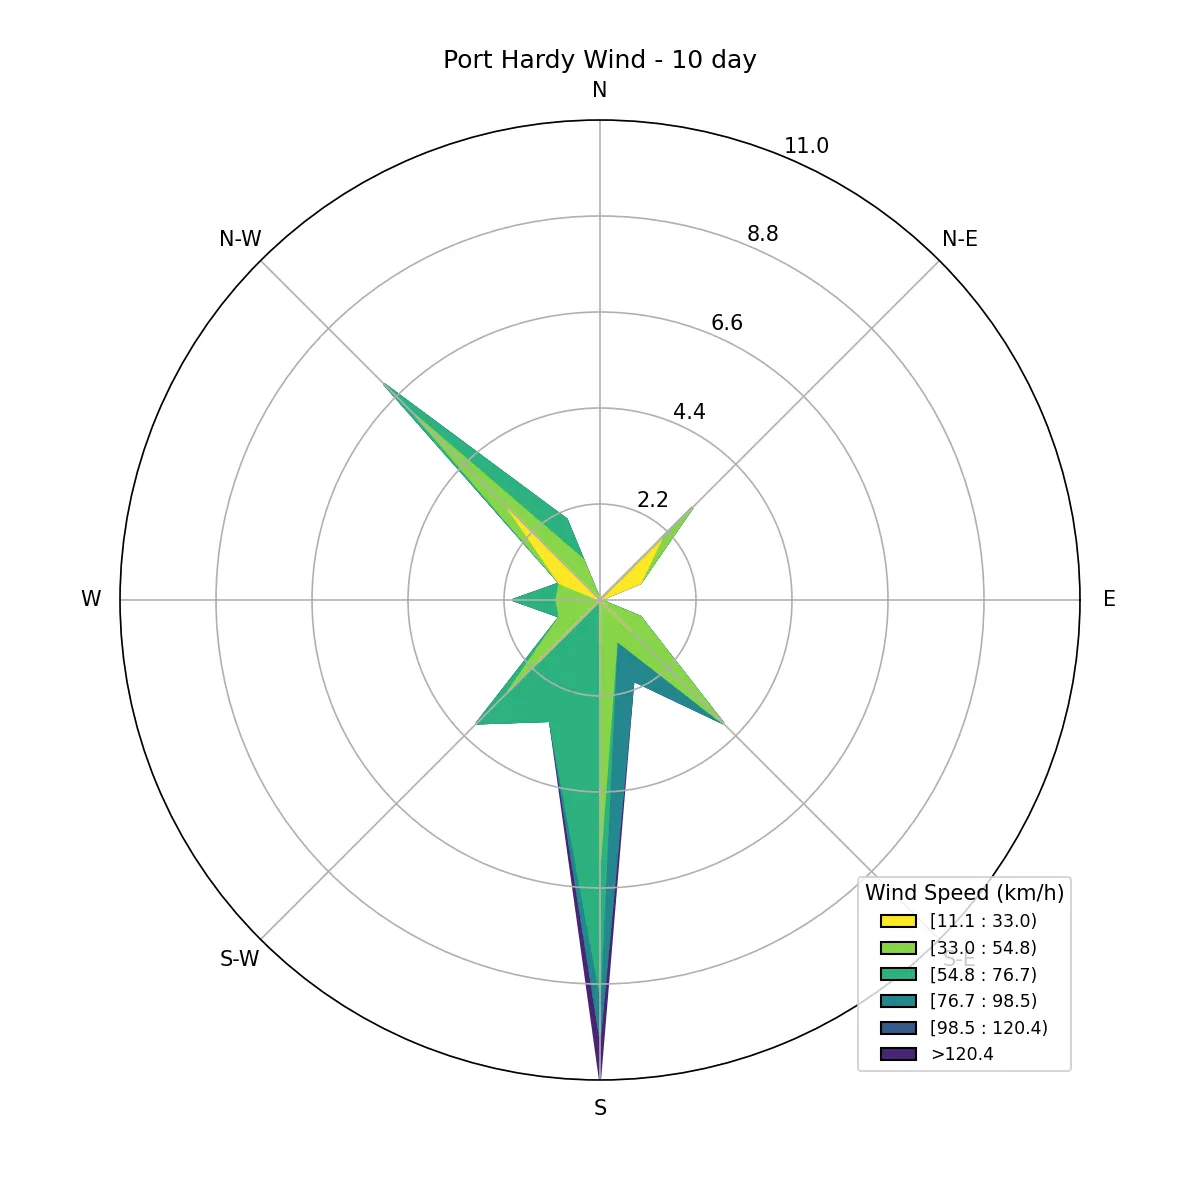 Port Hardy Wind - 10 day
N
11.0
8.8
N-W
N-E
6.6
4.4
2.2
W
E
Wind Speed (km/h)
[11.1 : 33.0)
[33.0 : 54.8)
S-W
S-E
[54.8 : 76.7)
[76.7 : 98.5)
[98.5 : 120.4)
>120.4
S